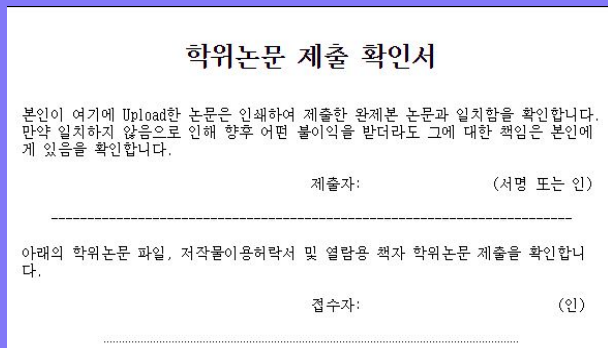 학위논문 제출 확인서
본인이 여기에 Upload한 논문은 인쇄하여 제출한 완제본 논문과 일치함을 확인합니다.
만약 일치하지 않음으로 인해 향후 어떤 불이익을 받더라도 그에 대한 책임은 본인에
게 있음을 확인합니다.
제출자: (서명 또는 인)
아래의 학위논문 파일, 저작물이용허락서 및 열람용 책자 학위논문 제출을 확인합니
다.
접수자: (인)